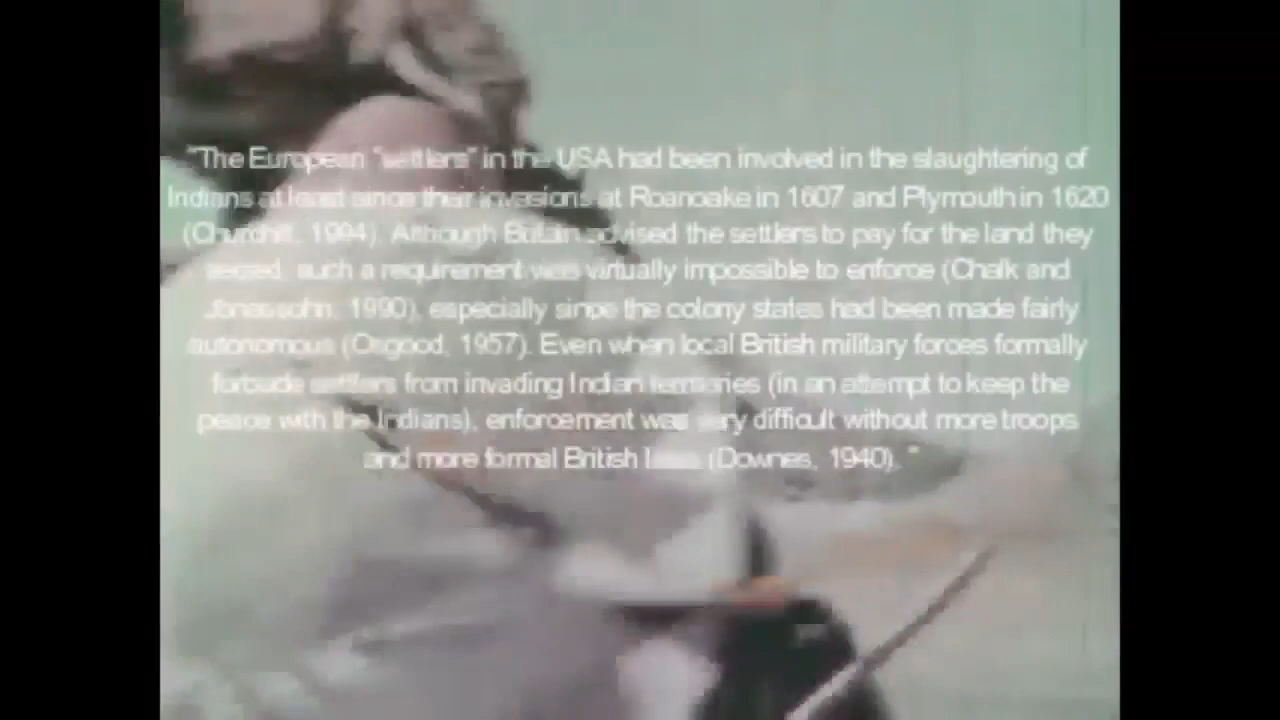 "The European "settlers" in the USA had been involved in the slaughtering of
Indians at least since their invasions at Roanoake in 1607 and Plymouth in 1620
(Churchill, 1994). Although Britain advised the settlers to pay for the land they
seized, such a requirement was virtually impossible to enforce (Chalk and
Jonassohn, 1990), especially since the colony states had been made fairly
autonomous (Osgood, 1957). Even when local British military forces formally
forbade settlers from invading Indian territories (in an attempt to keep the
peace with the Indians), enforcement was very difficult without more troops
and more formal British laws (Downes, 1940). "